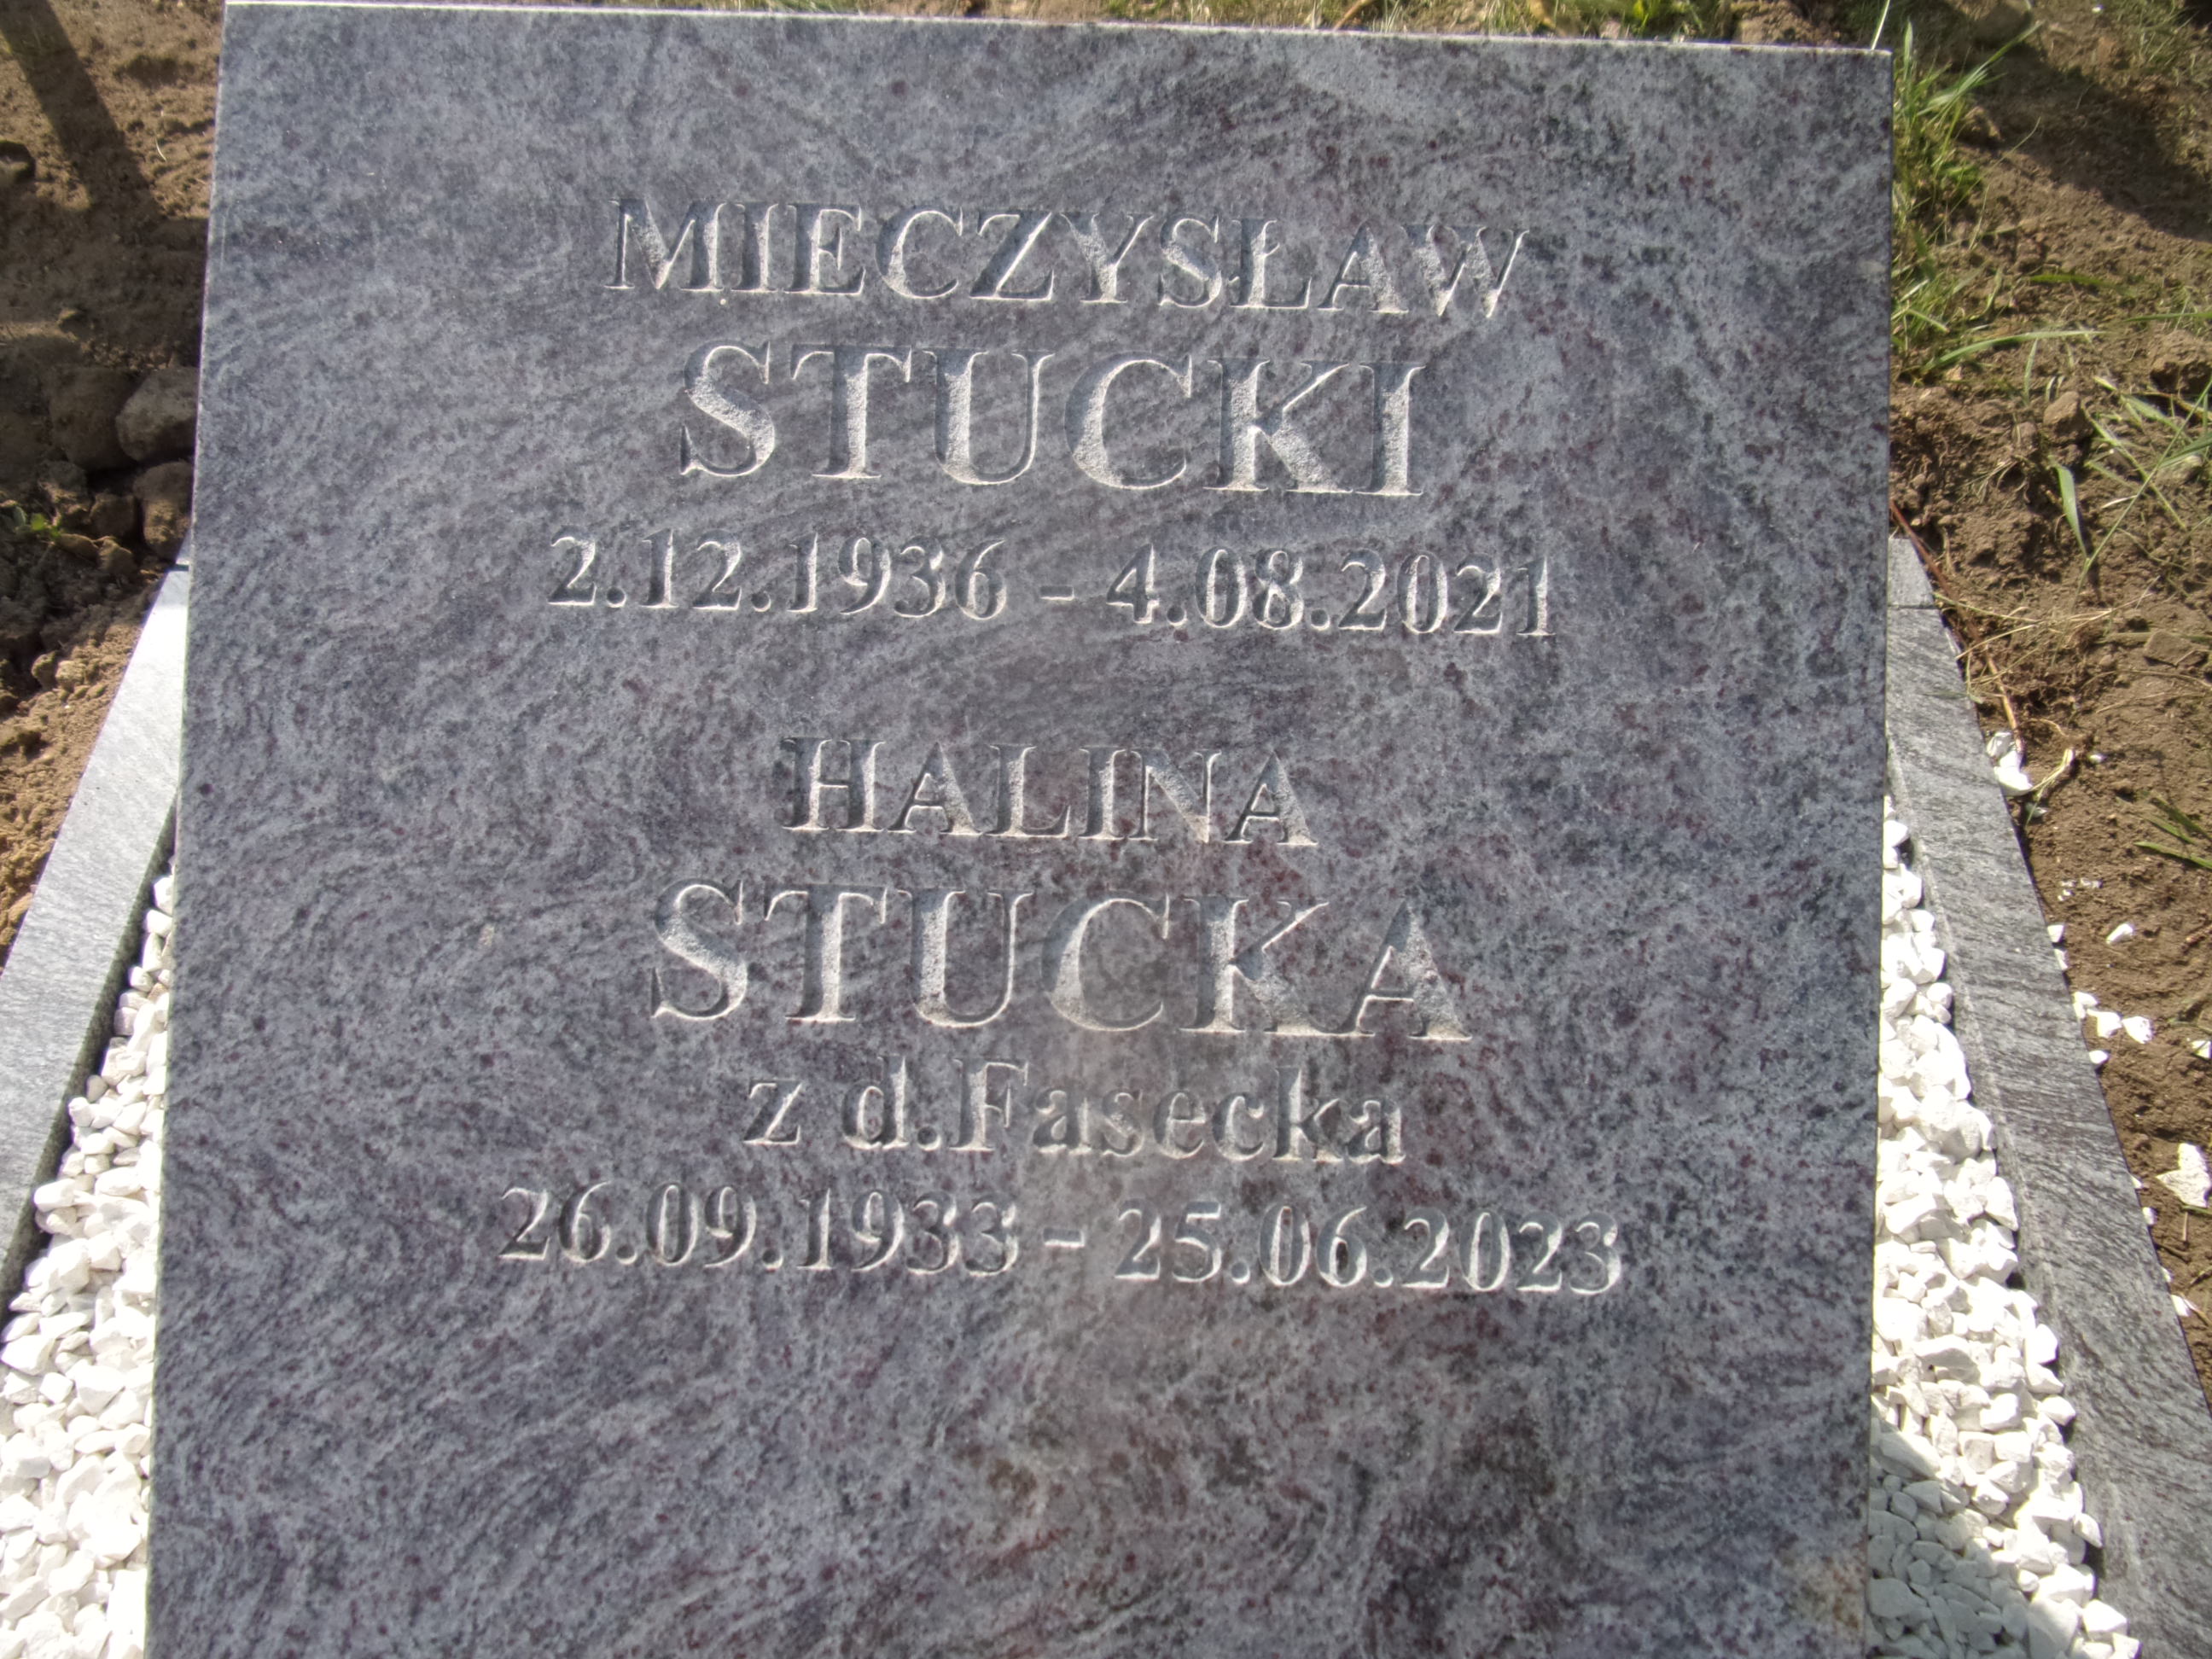 MIECZYSŁAW
STUCKI
2.12.1936 - 4.08.2021
HALINA
STUCKA
z d.Fasecka
26.09.1933 - 25.06.2023